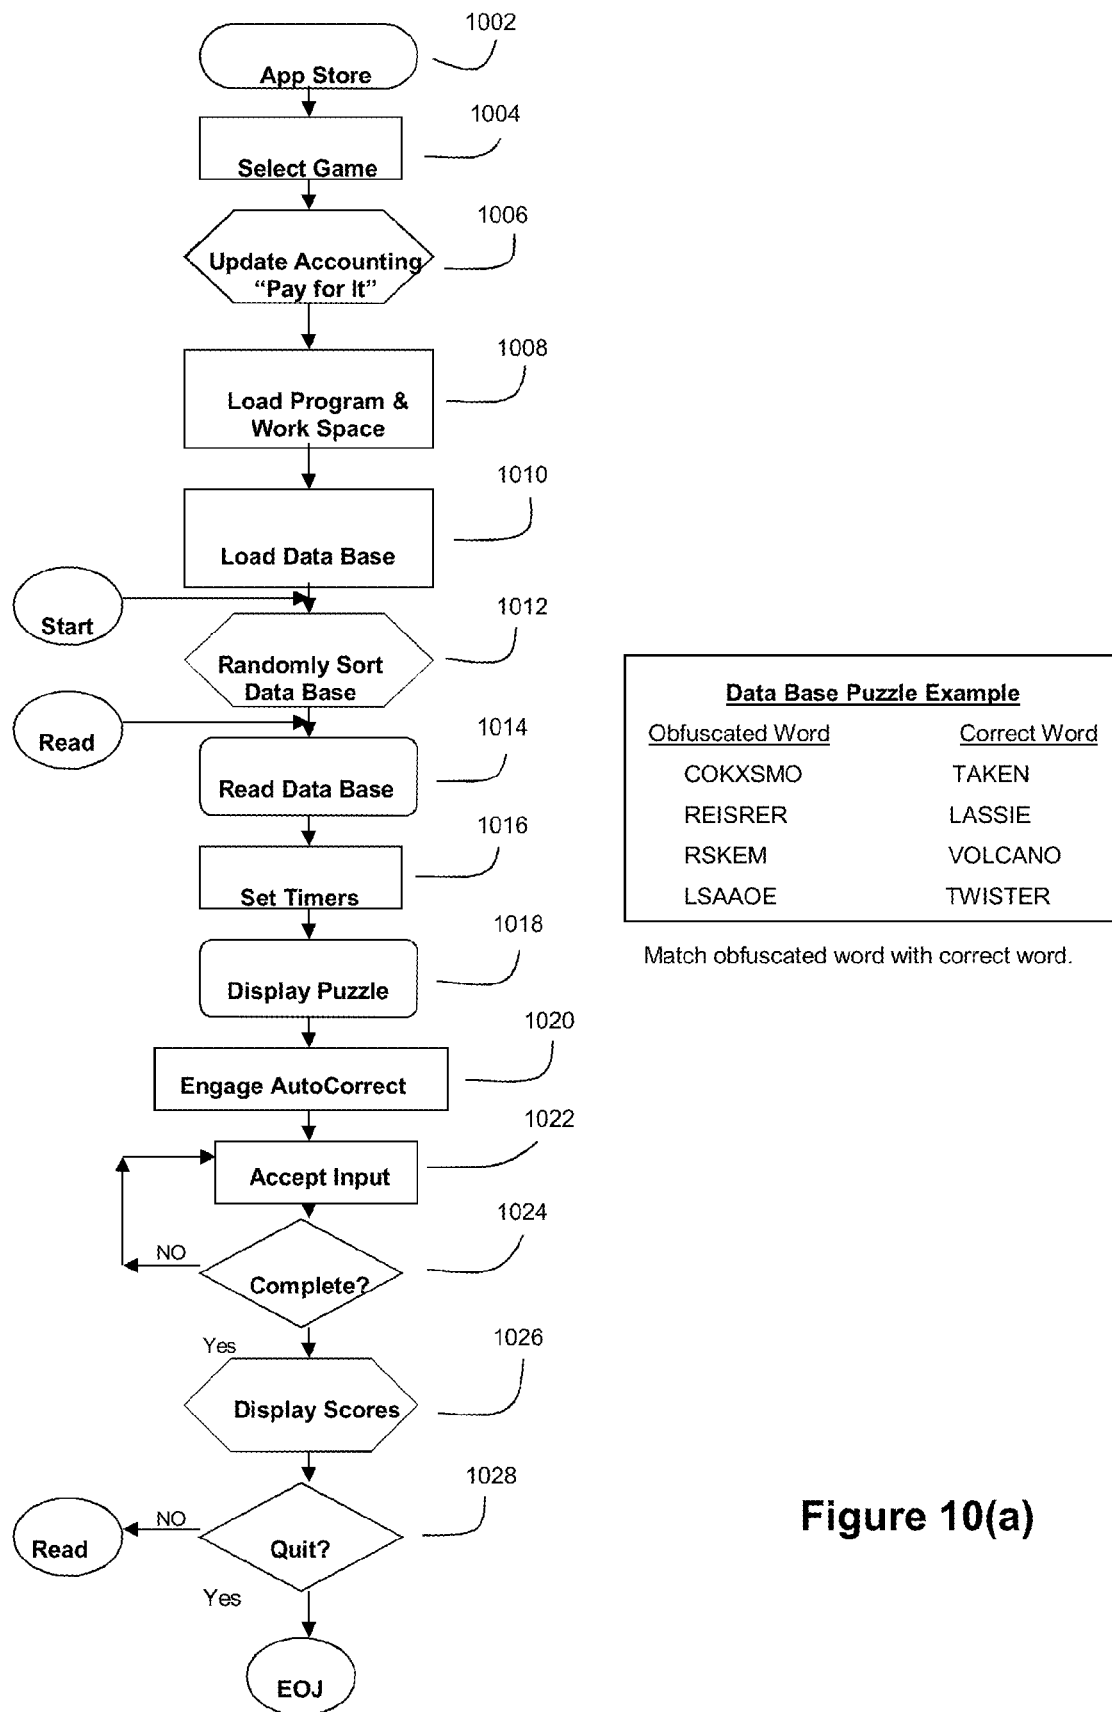 1002
App Store
1004
Select Game
1006
Update Accounting
“Pay for It”
1008
Load Program &
Work Space
1010
Load Data Base
Start
1012
Randomly Sort
Data Base
Read
1014
Read Data Base
1016
Set Timers
1018
Display Puzzle
1020
Engage AutoCorrect
1022
Accept Input
1024
NO
Complete?
Yes
1026
Display Scores
1028
Read
NO
Quit?
Yes
EOJ
Data Base Puzzle Example
Obfuscated Word Correct Word
COKXSMO TAKEN
REISRER LASSIE
RSKEM VOLCANO
LSAAOE TWISTER
Match obfuscated word with correct word.
Figure 10(a)